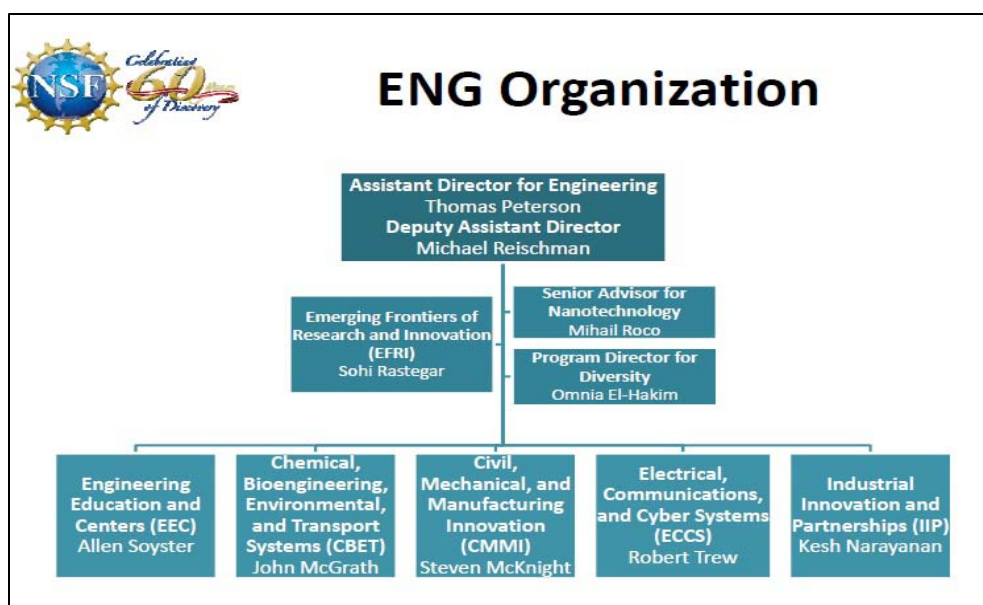 NSF
Celebrating
60 Years
of Discovery
ENG Organization
Assistant Director for Engineering
Thomas Peterson
Deputy Assistant Director
Michael Reischman
Emerging Frontiers of
Research and Innovation
(EFRI)
Sohi Rastegar
Senior Advisor for
Nanotechnology
Mihail Roco
Program Director for
Diversity
Omnia El-Hakim
Engineering
Education and
Centers (EEC)
Allen Soyster
Chemical,
Bioengineering,
Environmental,
and Transport
Systems (CBET)
John McGrath
Civil,
Mechanical, and
Manufacturing
Innovation
(CMMI)
Steven McKnight
Electrical,
Communications,
and Cyber Systems
(ECCS)
Robert Trew
Industrial
Innovation and
Partnerships (IIP)
Kesh Narayanan